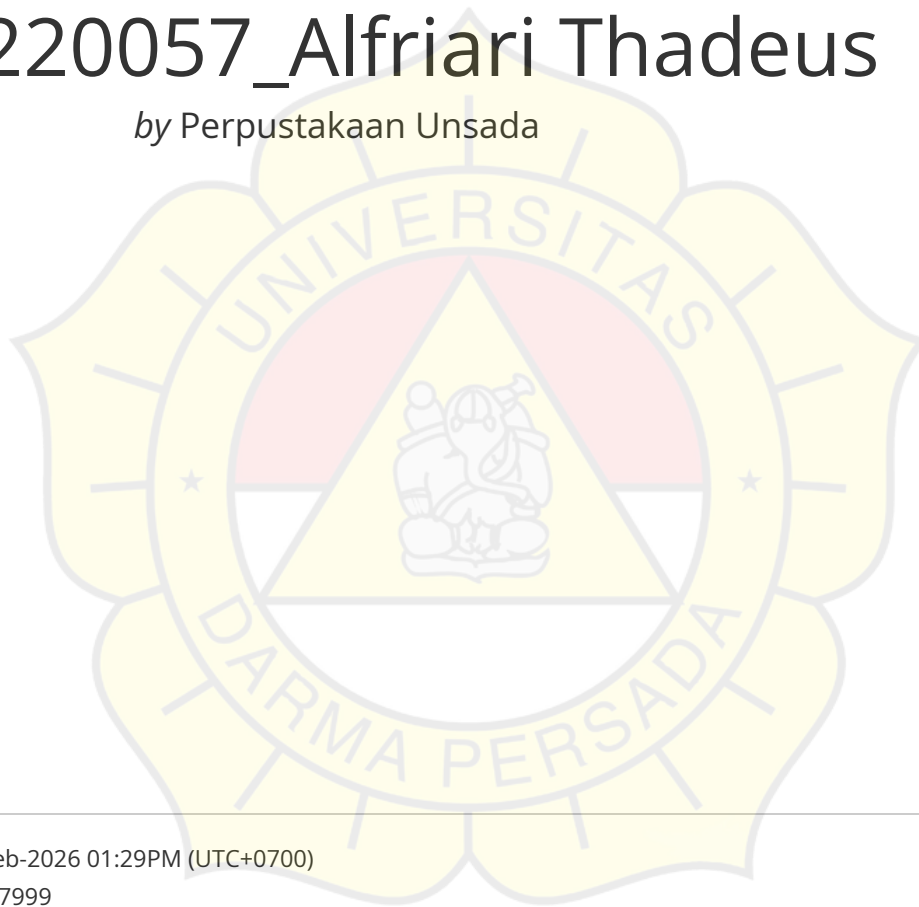 220057_Alfriari Thadeus
by Perpustakaan Unsada
UNIVERSITAS
DARMA PERSADA
eb-2026 01:29PM (UTC+0700)
7999